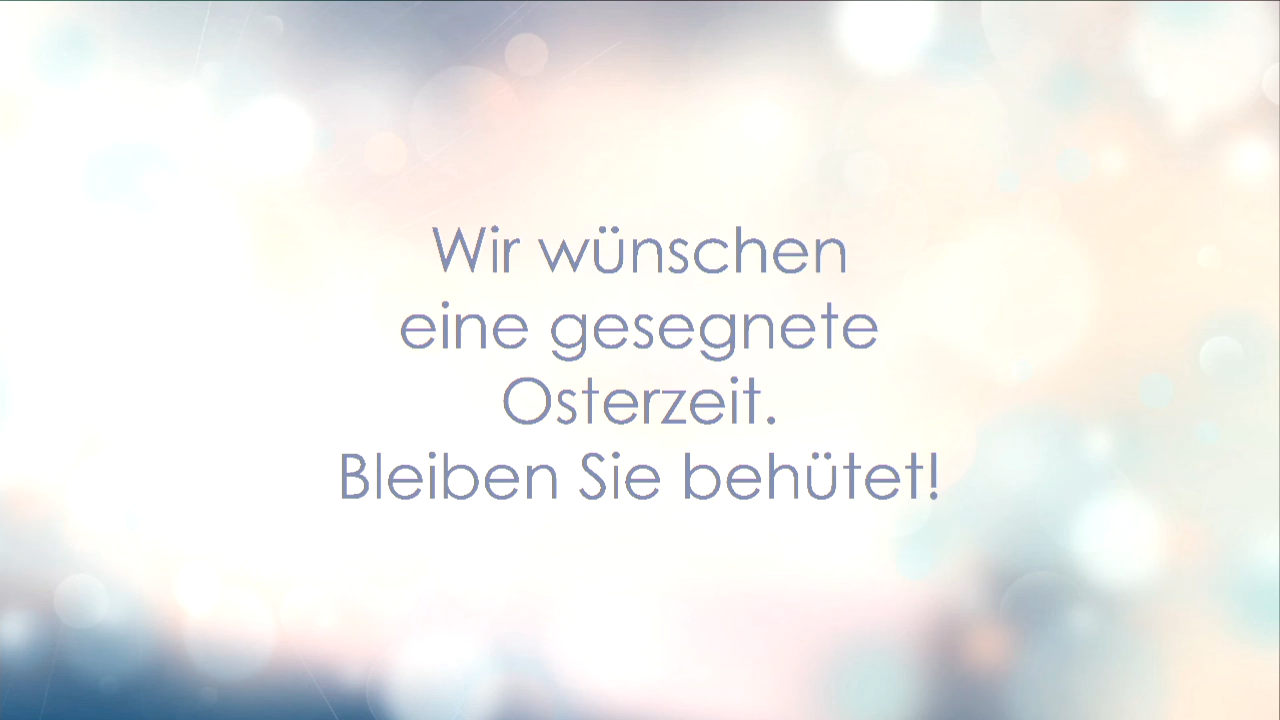 Wir wünschen
eine gesegnete
Osterzeit.
Bleiben Sie behütet!